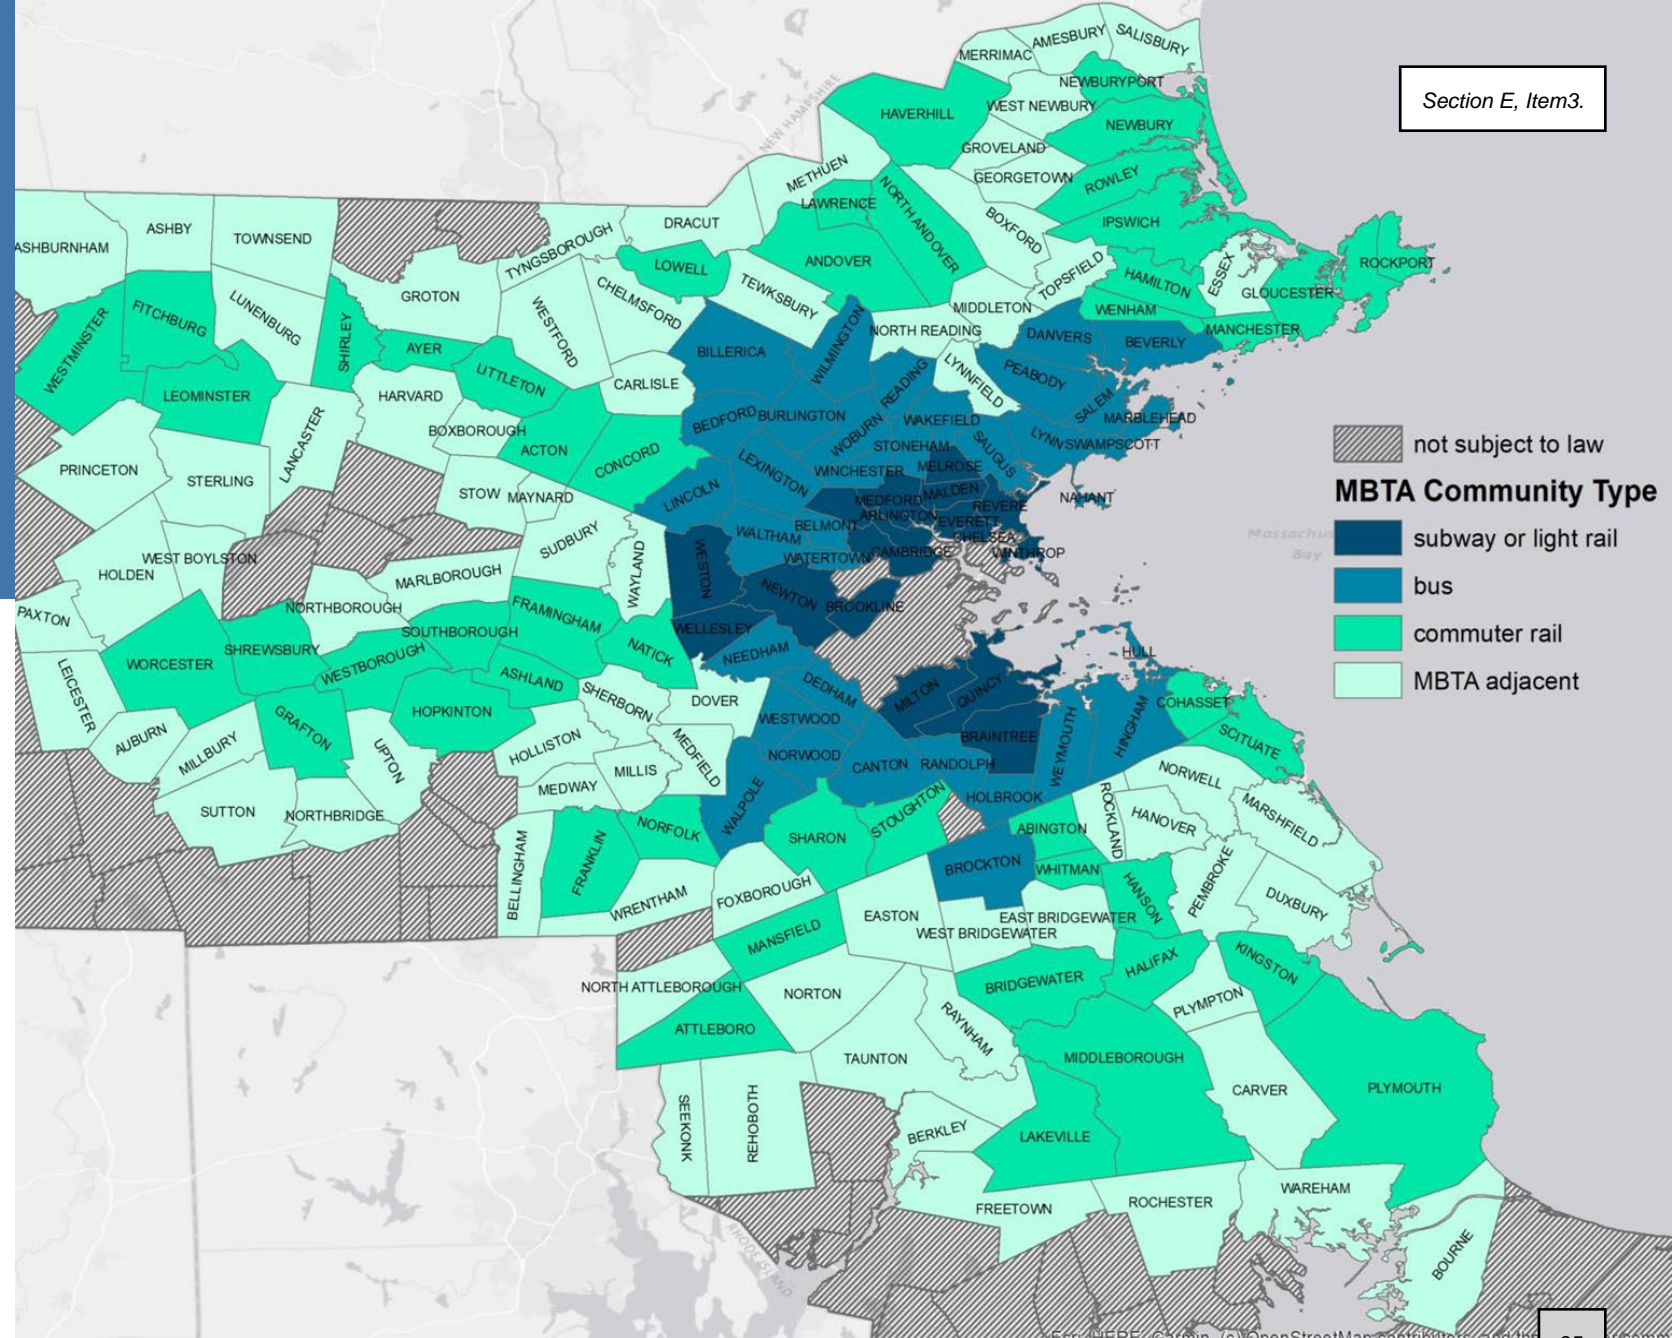 Section E, Item3.
MERRIMAC
AMESBURY
SALISBURY
NEWBURYPORT
HAVERHILL
WEST NEWBURY
NEWBURY
NEW HAMPSHIRE
GROVELAND
METHUEN
GEORGETOWN
ROWLEY
LAWRENCE
NORTH ANDOVER
BOXFORD
IPSWICH
ASHBURNHAM
ASHBY
TOWNSEND
TYNGSBOROUGH
DRACUT
LOWELL
ANDOVER
TOPSFIELD
HAMILTON
ESSEX
GLOUCESTER
ROCKPORT
GROTON
CHELMSFORD
TEWKSBURY
MIDDLETON
WENHAM
WESTMINSTER
FITCHBURG
LUNENBURG
SHIRLEY
WESTFORD
NORTH READING
DANVERS
BEVERLY
MANCHESTER
AYER
BILLERICA
WILMINGTON
LITTLETON
READING
LYNNFIELD
PEABODY
LEOMINSTER
HARVARD
CARLISLE
SALEM
MARBLEHEAD
LANCASTER
BOXBOROUGH
ACTON
CONCORD
BEDFORD
BURLINGTON
WOBURN
WAKEFIELD
STONEHAM
SAUGUS
LYNN
SWAMPSCOTT
not subject to law
MBTA Community Type
subway or light rail
bus
commuter rail
MBTA adjacent
PRINCETON
STERLING
STOW
MAYNARD
LINCOLN
LEXINGTON
WINCHESTER
MELROSE
MEDFORD
MALDEN
REVERE
NAHANT
ARLINGTON
EVERETT
BELMONT
WALTHAM
CHELSEA
WATERTOWN
CAMBRIDGE
WINTHROP
Massachus
Bay
HOLDEN
WEST BOYLSTON
SUDBURY
WAYLAND
WESTON
MARLBOROUGH
NEWTON
BROOKLINE
PAXTON
NORTHBOROUGH
FRAMINGHAM
SOUTHBOROUGH
WELLESLEY
NEEDHAM
WORCESTER
SHREWSBURY
WESTBOROUGH
NATICK
HULL
LEICESTER
ASHLAND
SHERBORN
DOVER
DEDHAM
MILTON
QUINCY
COHASSET
AUBURN
MILLBURY
GRAFTON
HOPKINTON
WESTWOOD
BRAINTREE
WEYMOUTH
HINGHAM
SCITUATE
UPTON
HOLLISTON
MEDFIELD
NORWOOD
CANTON
RANDOLPH
MILLIS
MEDWAY
NORWELL
SUTTON
NORTHBRIDGE
WALPOLE
HOLBROOK
ROCKLAND
MARSHFIELD
NORFOLK
SHARON
STOUGHTON
ABINGTON
HANOVER
BELLINGHAM
FRANKLIN
BROCKTON
WHITMAN
WRENTHAM
FOXBOROUGH
HANSON
PEMBROKE
DUXBURY
MANSFIELD
EASTON
EAST BRIDGEWATER
WEST BRIDGEWATER
NORTH ATTLEBOROUGH
NORTON
BRIDGEWATER
HALIFAX
KINGSTON
ATTLEBORO
RAYNHAM
PLYMPTON
TAUNTON
MIDDLEBOROUGH
CARVER
PLYMOUTH
SEEKONK
REHOBOTH
BERKLEY
LAKEVILLE
FREETOWN
ROCHESTER
WAREHAM
BOURNE
RHODE ISLAND